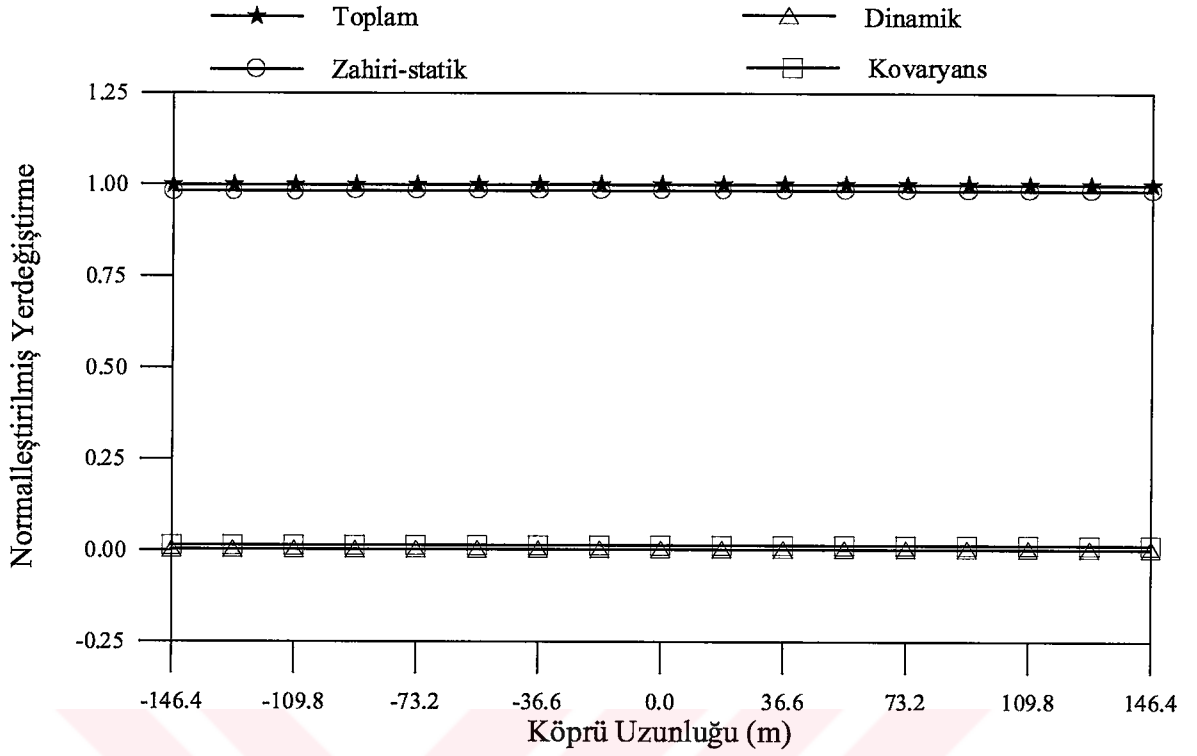 Toplam
Dinamik
Zahiri-statik
Kovaryans
1.25
1.00
0.75
0.50
0.25
0.00
-0.25
Normalleştirilmiş Yerdeğiştirme
-146.4 -109.8 -73.2 -36.6 0.0 36.6 73.2 109.8 146.4
Köprü Uzunluğu (m)